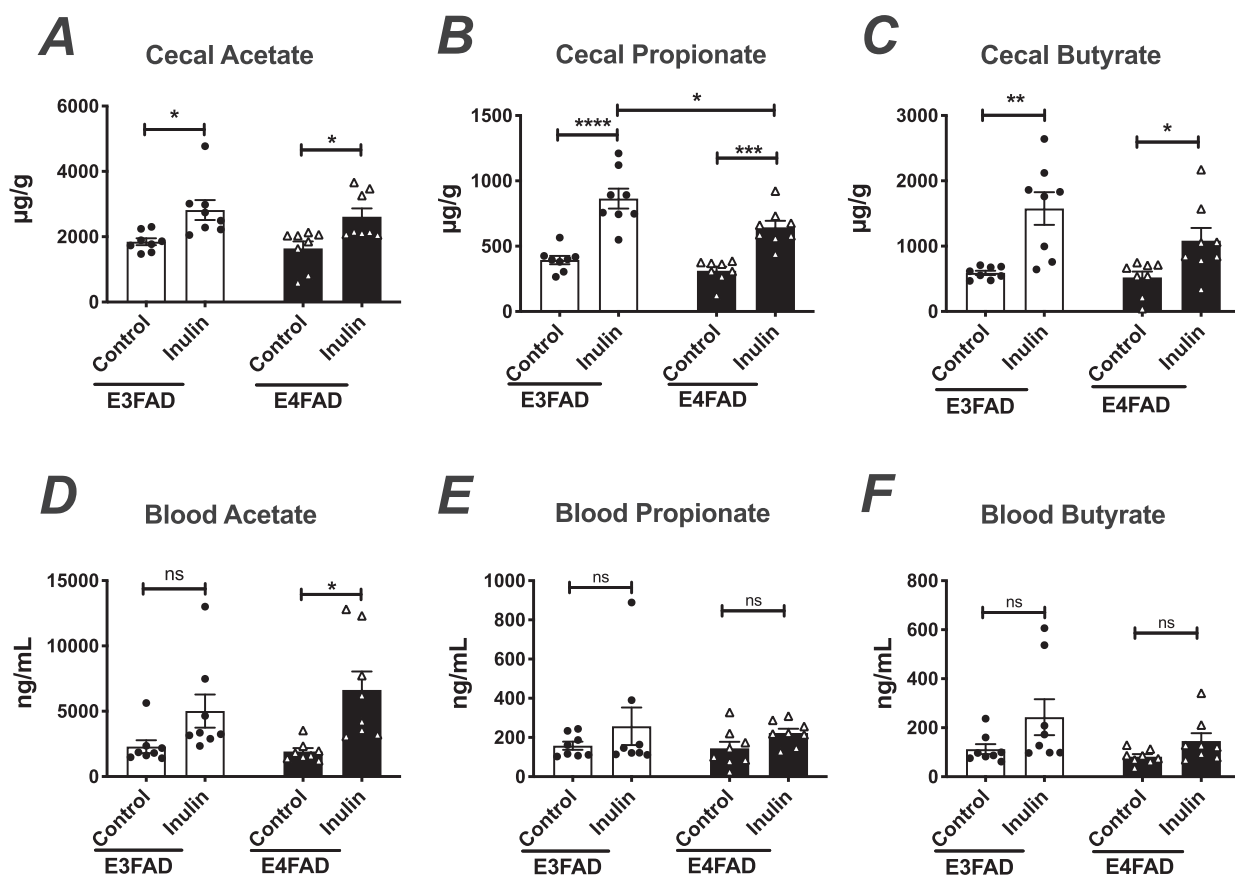 A
Cecal Acetate
*
*
6000
4000
2000
0
µg/g
Control
Inulin
Control
Inulin
E3FAD
E4FAD
B
Cecal Propionate
*
****
***
1500
1000
500
0
µg/g
Control
Inulin
Control
Inulin
E3FAD
E4FAD
C
Cecal Butyrate
**
*
3000
2000
1000
0
µg/g
Control
Inulin
Control
Inulin
E3FAD
E4FAD
D
Blood Acetate
ns
*
15000
10000
5000
0
ng/mL
Control
Inulin
Control
Inulin
E3FAD
E4FAD
E
Blood Propionate
ns
ns
1000
800
600
400
200
0
ng/mL
Control
Inulin
Control
Inulin
E3FAD
E4FAD
F
Blood Butyrate
ns
ns
800
600
400
200
0
ng/mL
Control
Inulin
Control
Inulin
E3FAD
E4FAD